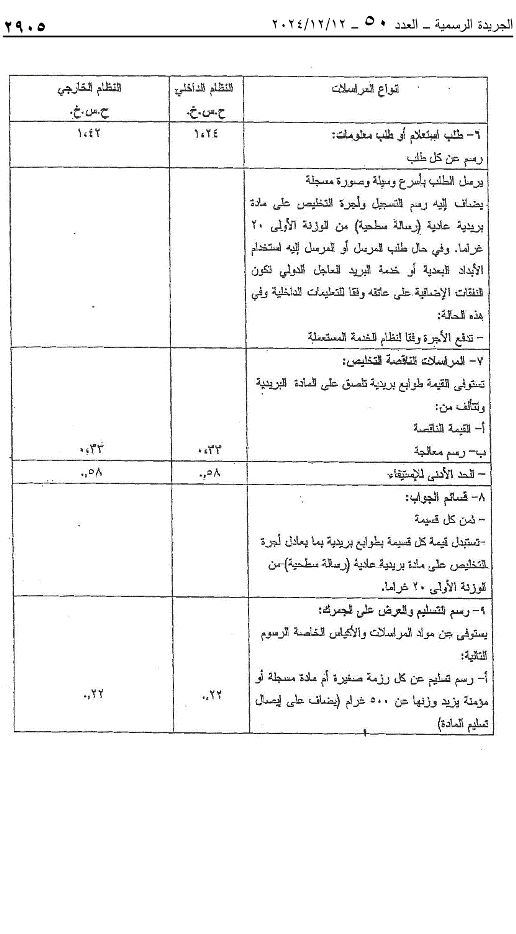 الجريدة الرسمية ــ العدد ٥٠ ــ ٢٠٢٤/١٢/١٢
٢٩٠٥
أنواع المراسلات
النظام الداخلي
ح.س.خ.
النظام الخارجي
ح.س.خ.
٦- طلب استعلام أو طلب معلومات:
١،٢٤
١،٤٢
رسم عن كل طلب
يرسل الطلب بأسرع وسيلة وصورة مسجلة
يضاف إليه رسم التسجيل وأجرة التخليص على مادة
بريدية عادية (رسالة سطحية) من الوزنة الأولى ٢٠
غراما. وفي حال طلب المرسل أو المرسل إليه استخدام
الأبداد البعدية أو خدمة البريد العاجل الدولي تكون
النفقات الإضافية على عاتقه وفقا للتعليمات الداخلية وفي
هذه الحالة:
- تدفع الأجرة وفقا لنظام الخدمة المستعملة
٧- المراسلات الناقصة التخليص:
تستوفى القيمة طوابع بريدية تلصق على المادة البريدية
وتتألف من:
أ- القيمة الناقصة
ب- رسم معالجة
٠،٣٣
٠،٣٣
- الحد الأدنى للإستيفاء
٠,٥٨
٠,٥٨
٨- قسائم الجواب:
- ثمن كل قسيمة
-تستبدل قيمة كل قسيمة بطوابع بريدية بما يعادل أجرة
التخليص على مادة بريدية عادية (رسالة سطحية) من
الوزنة الأولى ٢٠ غراما.
٩- رسم التسليم والعرض على الجمرك:
يستوفى عن مواد المراسلات والأكياس الخاصة الرسوم
التالية:
أ- رسم تسليم عن كل رزمة صغيرة أم مادة مسجلة أو
مؤمنة يزيد وزنها عن ٥٠٠ غرام (يضاف على إيصال
تسليم المادة)
٠,٢٢
٠,٢٢